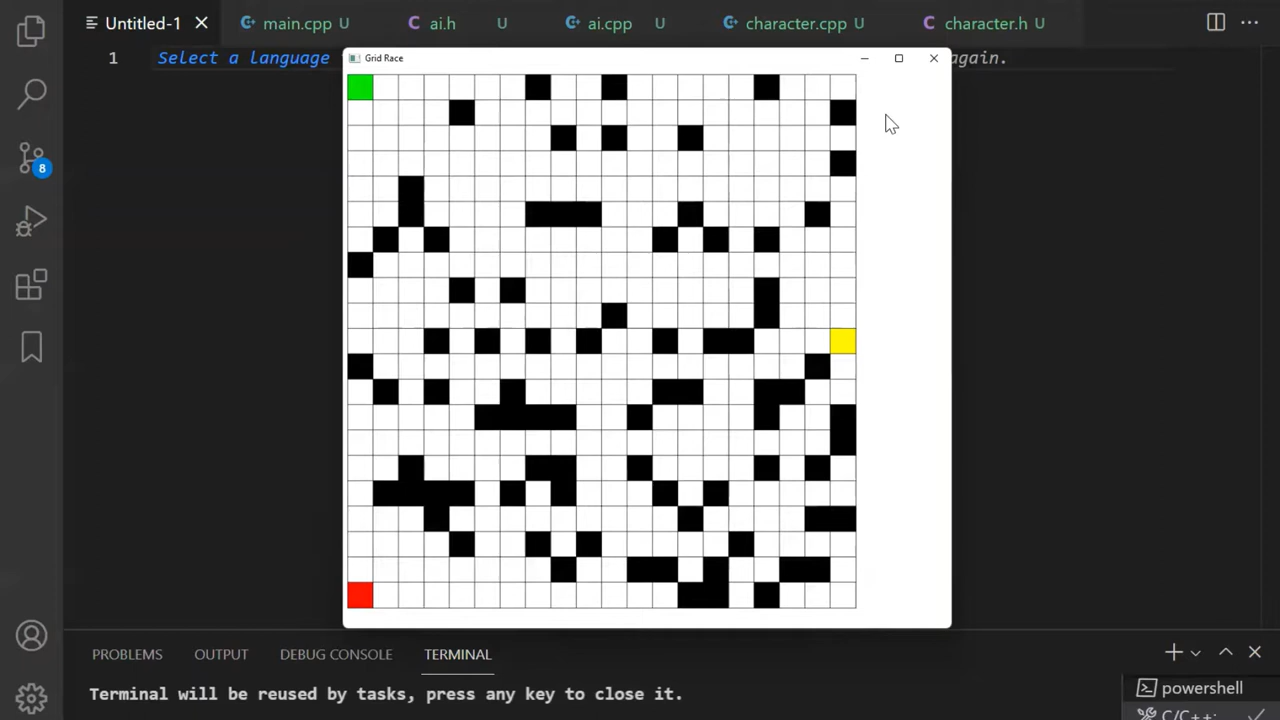 Untitled-1 main.cpp U ai.h U ai.cpp U character.cpp U character.h U
1 Select a language again.
Grid Race
8
PROBLEMS OUTPUT DEBUG CONSOLE TERMINAL
Terminal will be reused by tasks, press any key to close it.
powershell
C/C++: